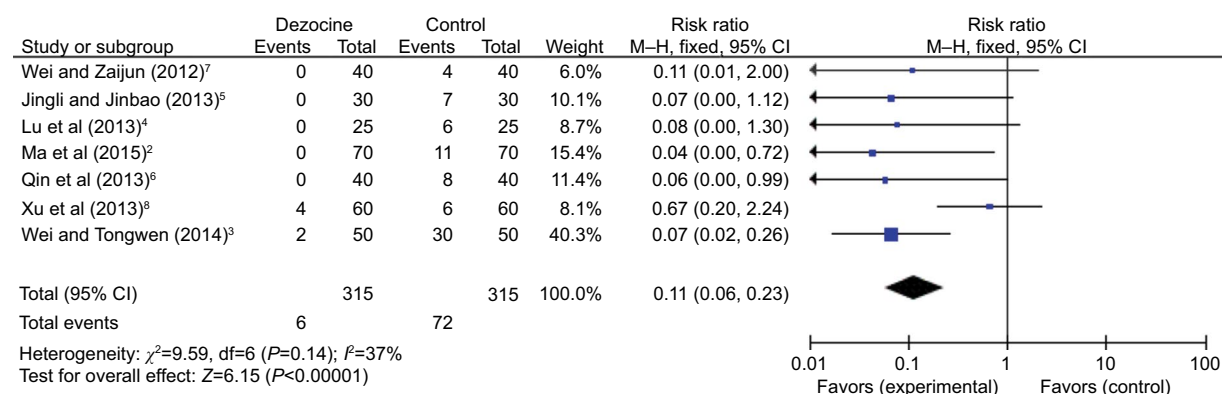 Dezocine Control Risk ratio Risk ratio
Study or subgroup Events Total Events Total Weight M–H, fixed, 95% CI M–H, fixed, 95% CI
Wei and Zaijun (2012)⁷ 0 40 4 40 6.0% 0.11 (0.01, 2.00)
Jingli and Jinbao (2013)⁵ 0 30 7 30 10.1% 0.07 (0.00, 1.12)
Lu et al (2013)⁴ 0 25 6 25 8.7% 0.08 (0.00, 1.30)
Ma et al (2015)² 0 70 11 70 15.4% 0.04 (0.00, 0.72)
Qin et al (2013)⁶ 0 40 8 40 11.4% 0.06 (0.00, 0.99)
Xu et al (2013)⁸ 4 60 6 60 8.1% 0.67 (0.20, 2.24)
Wei and Tongwen (2014)³ 2 50 30 50 40.3% 0.07 (0.02, 0.26)
Total (95% CI) 315 315 100.0% 0.11 (0.06, 0.23)
Total events 6 72
Heterogeneity: χ²=9.59, df=6 (P=0.14); I²=37%
Test for overall effect: Z=6.15 (P<0.00001)
0.01 0.1 1 10 100
Favors (experimental) Favors (control)